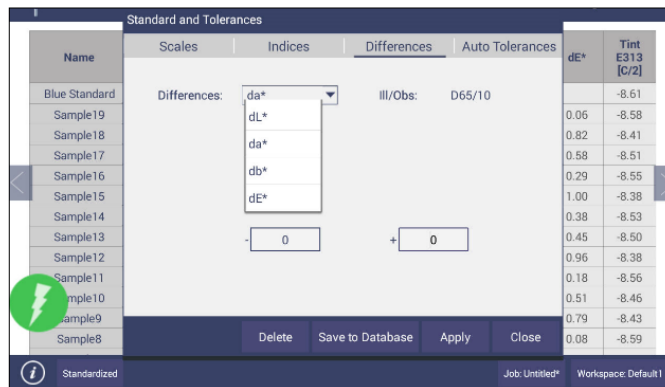 Standard and Tolerances
Scales Indices Differences Auto Tolerances
Name dE* Tint E313 [C/2]
Differences: da* Ill/Obs: D65/10
dL*
da*
db*
dE*
- 0 + 0
Blue Standard -8.61
Sample19 0.06 -8.58
Sample18 0.82 -8.41
Sample17 0.58 -8.51
Sample16 0.29 -8.55
Sample15 1.00 -8.38
Sample14 0.38 -8.53
Sample13 0.45 -8.50
Sample12 0.96 -8.38
Sample11 0.18 -8.56
mple10 0.51 -8.46
ample9 0.79 -8.43
Sample8 0.08 -8.59
Delete Save to Database Apply Close
i Standardized Job: Untitled* Workspace: Default1